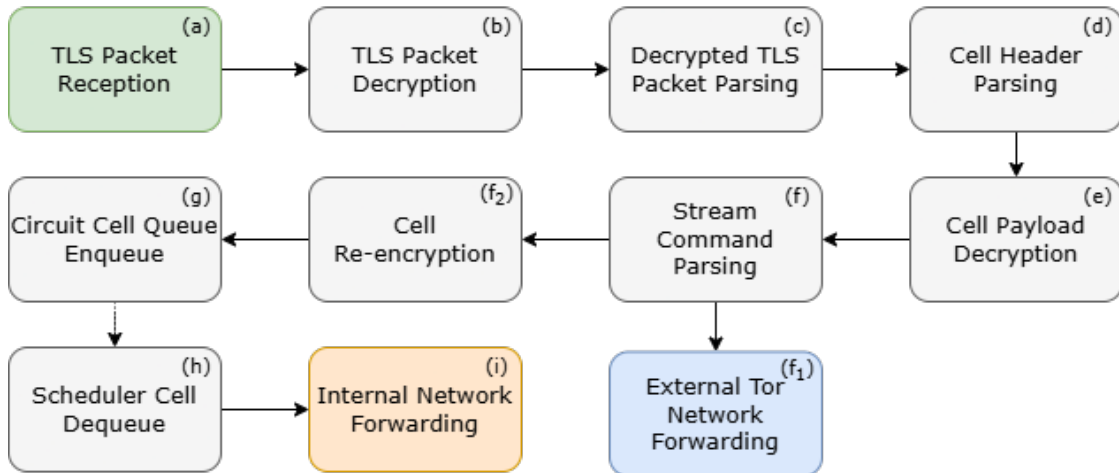 (a)
TLS Packet
Reception
(b)
TLS Packet
Decryption
(c)
Decrypted TLS
Packet Parsing
(d)
Cell Header
Parsing
(e)
Cell Payload
Decryption
(f)
Stream
Command
Parsing
(f₂)
Cell
Re-encryption
(g)
Circuit Cell Queue
Enqueue
(h)
Scheduler Cell
Dequeue
(i)
Internal Network
Forwarding
(f₁)
External Tor
Network
Forwarding